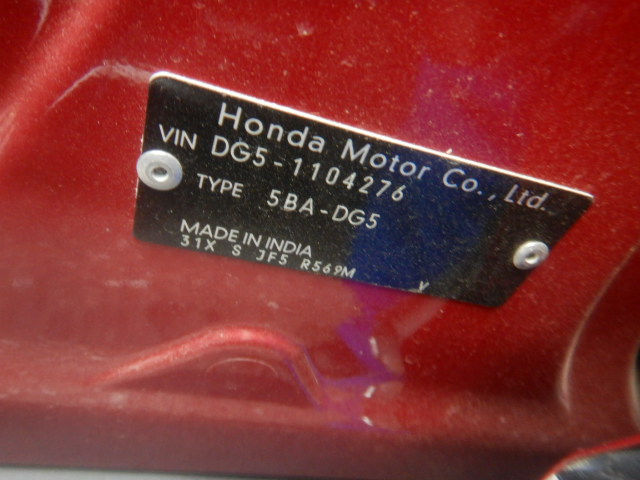 Honda Motor Co., Ltd.
VIN DG5-1104276
TYPE 5BA-DG5
MADE IN INDIA
31X S JF5 R569M Y